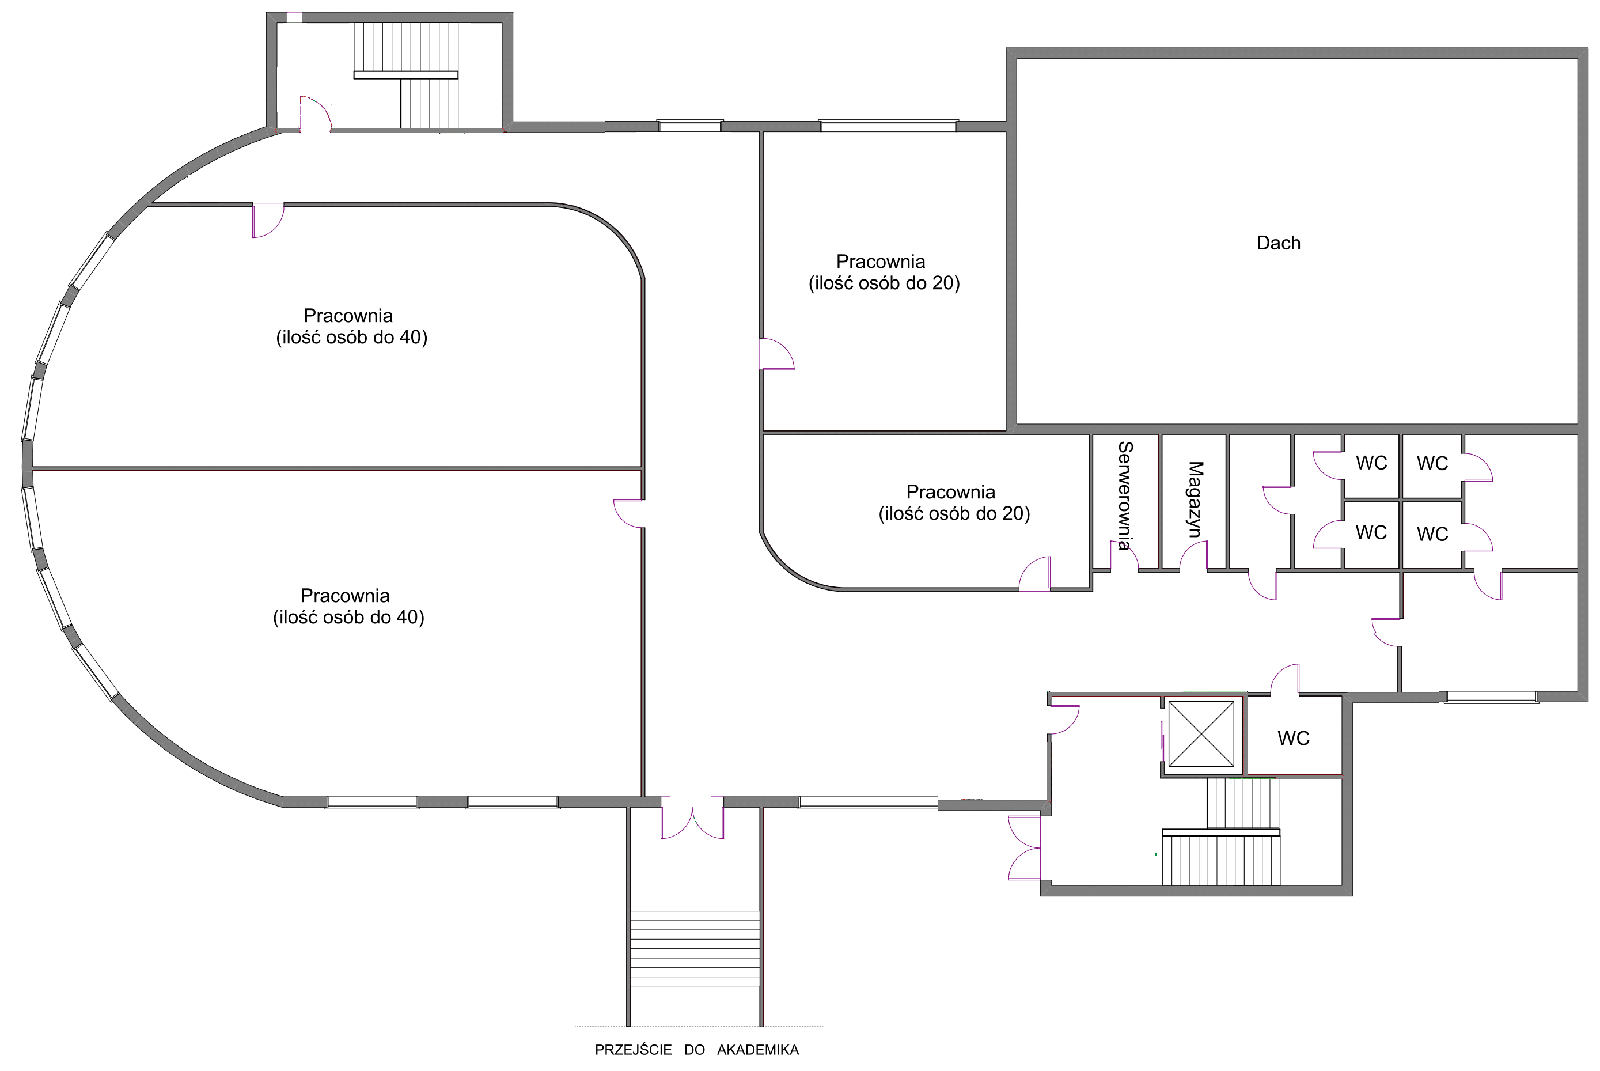 Dach
Pracownia
(ilość osób do 20)
Pracownia
(ilość osób do 40)
Serwerownia
Magazyn
WC
WC
Pracownia
(ilość osób do 20)
WC
WC
Pracownia
(ilość osób do 40)
WC
PRZEJŚCIE DO AKADEMIKA